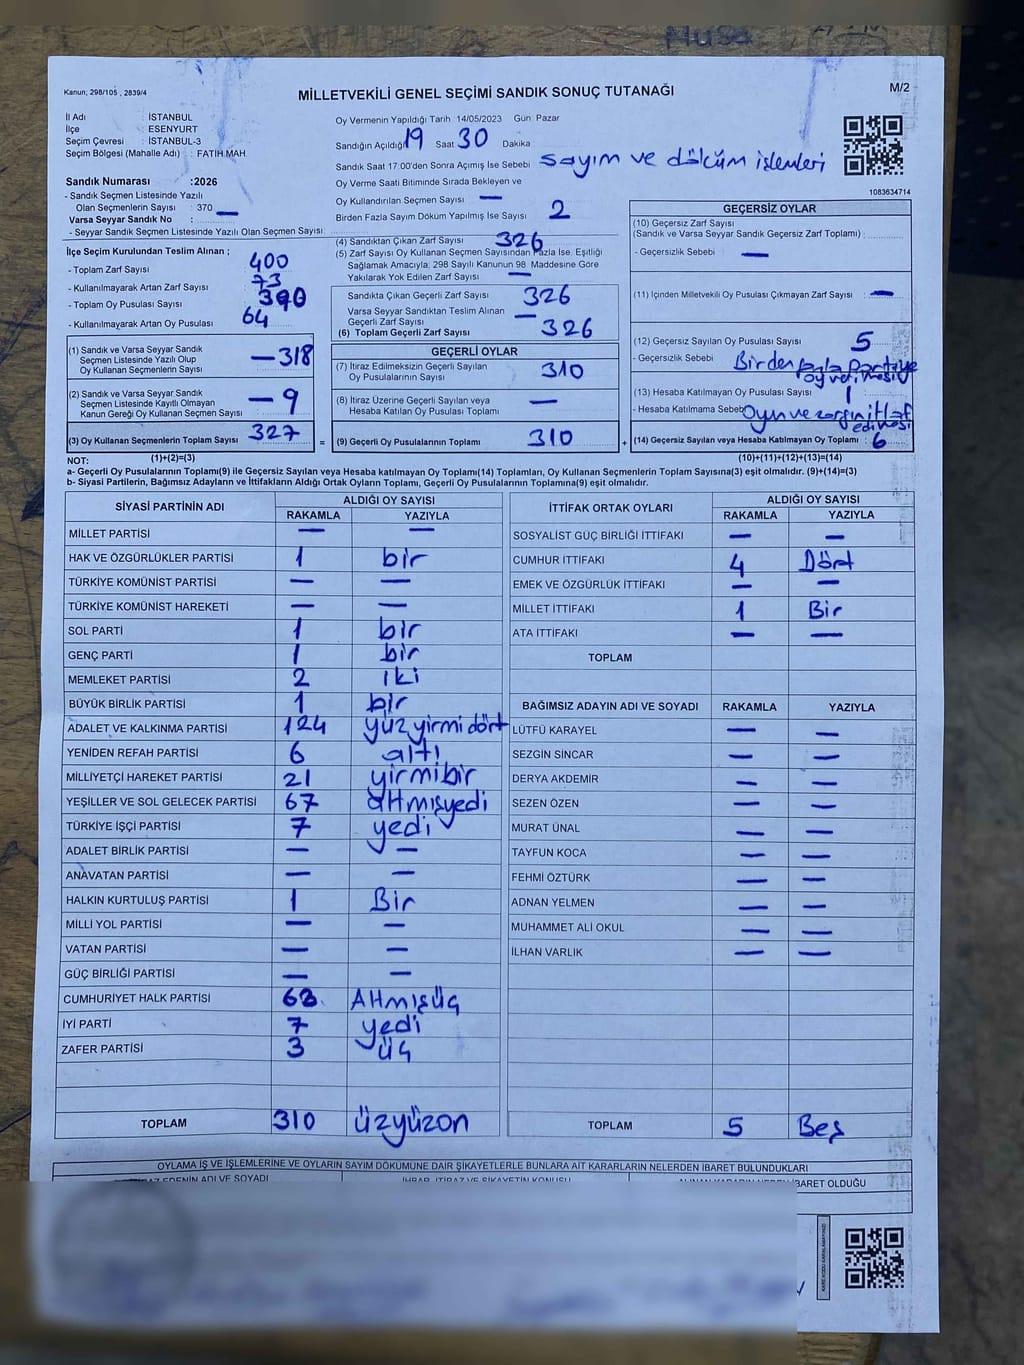 Musa
Kanun; 298/105 , 2839/4
MİLLETVEKİLİ GENEL SEÇİMİ SANDIK SONUÇ TUTANAĞI
M/2
İl Adı : İSTANBUL
İlçe : ESENYURT
Seçim Çevresi : İSTANBUL-3
Seçim Bölgesi (Mahalle Adı) : FATİH MAH.
Sandık Numarası :2026
- Sandık Seçmen Listesinde Yazılı
Olan Seçmenlerin Sayısı : 370 —
Varsa Seyyar Sandık No :
- Seyyar Sandık Seçmen Listesinde Yazılı Olan Seçmen Sayısı:
Oy Vermenin Yapıldığı Tarih 14/05/2023 Gün Pazar
Sandığın Açıldığı 19 Saat 30 Dakika
Sandık Saat 17:00'den Sonra Açımış İse Sebebi sayım ve döküm işlemleri
Oy Verme Saati Bitiminde Sırada Bekleyen ve
Oy Kullandırılan Seçmen Sayısı —
Birden Fazla Sayım Döküm Yapılmış İse Sayısı 2
1083634714
İlçe Seçim Kurulundan Teslim Alınan ;
- Toplam Zarf Sayısı 400
- Kullanılmayarak Artan Zarf Sayısı 73
- Toplam Oy Pusulası Sayısı
- Kullanılmayarak Artan Oy Pusulası 64
(1) Sandık ve Varsa Seyyar Sandık
Seçmen Listesinde Yazılı Olup
Oy Kullanan Seçmenlerin Sayısı — 318
(2) Sandık ve Varsa Seyyar Sandık
Seçmen Listesinde Kayıtlı Olmayan
Kanun Gereği Oy Kullanan Seçmen Sayısı — 9
(3) Oy Kullanan Seçmenlerin Toplam Sayısı 327 =
(1)+(2)=(3)
(4) Sandıktan Çıkan Zarf Sayısı 326
(5) Zarf Sayısı Oy Kullanan Seçmen Sayısından Fazla İse, Eşitliği
Sağlamak Amacıyla, 298 Sayılı Kanunun 98. Maddesine Göre
Yakılarak Yok Edilen Zarf Sayısı —
Sandıkta Çıkan Geçerli Zarf Sayısı 326
Varsa Seyyar Sandıktan Teslim Alınan
Geçerli Zarf Sayısı —
(6) Toplam Geçerli Zarf Sayısı 326
GEÇERLİ OYLAR
(7) İtiraz Edilmeksizin Geçerli Sayılan
Oy Pusulalarının Sayısı 310
(8) İtiraz Üzerine Geçerli Sayılan veya
Hesaba Katılan Oy Pusulası Toplamı —
(9) Geçerli Oy Pusulalarının Toplamı 310 +
GEÇERSİZ OYLAR
(10) Geçersiz Zarf Sayısı
(Sandık ve Varsa Seyyar Sandık Geçersiz Zarf Toplamı) :
- Geçersizlik Sebebi —
(11) İçinden Milletvekili Oy Pusulası Çıkmayan Zarf Sayısı : —
(12) Geçersiz Sayılan Oy Pusulası Sayısı 5
- Geçersizlik Sebebi Birden fazla Partiye
oy verilmesi
(13) Hesaba Katılmayan Oy Pusulası Sayısı 1
- Hesaba Katılmama Sebebi Oyun ve zarfın
(14) Geçersiz Sayılan veya Hesaba Katılmayan Oy Toplamı : 6
(10)+(11)+(12)+(13)=(14)
NOT:
a- Geçerli Oy Pusulalarının Toplamı(9) ile Geçersiz Sayılan veya Hesaba katılmayan Oy Toplamı(14) Toplamları, Oy Kullanan Seçmenlerin Toplam Sayısına(3) eşit olmalıdır. (9)+(14)=(3)
b- Siyasi Partilerin, Bağımsız Adayların ve İttifakların Aldığı Ortak Oyların Toplamı, Geçerli Oy Pusulalarının Toplamına(9) eşit olmalıdır.
SİYASİ PARTİNİN ADI ALDIĞI OY SAYISI
RAKAMLA YAZIYLA
MİLLET PARTİSİ — —
HAK VE ÖZGÜRLÜKLER PARTİSİ 1 bir
TÜRKİYE KOMÜNİST PARTİSİ — —
TÜRKİYE KOMÜNİST HAREKETİ — —
SOL PARTİ 1 bir
GENÇ PARTİ 1 bir
MEMLEKET PARTİSİ 2 iki
BÜYÜK BİRLİK PARTİSİ 1 bir
ADALET VE KALKINMA PARTİSİ 124 yüzyirmidört
YENİDEN REFAH PARTİSİ 6 altı
MİLLİYETÇİ HAREKET PARTİSİ 21 yirmibir
YEŞİLLER VE SOL GELECEK PARTİSİ 67 altmışyedi
TÜRKİYE İŞÇİ PARTİSİ 7 yedi
ADALET BİRLİK PARTİSİ — —
ANAVATAN PARTİSİ — —
HALKIN KURTULUŞ PARTİSİ 1 Bir
MİLLİ YOL PARTİSİ — —
VATAN PARTİSİ — —
GÜÇ BİRLİĞİ PARTİSİ — —
CUMHURİYET HALK PARTİSİ 63 Altmışüç
İYİ PARTİ 7 yedi
ZAFER PARTİSİ 3 üç
TOPLAM 310 üzyüzon
İTTİFAK ORTAK OYLARI ALDIĞI OY SAYISI
RAKAMLA YAZIYLA
SOSYALİST GÜÇ BİRLİĞİ İTTİFAKI — —
CUMHUR İTTİFAKI 4 Dört
EMEK VE ÖZGÜRLÜK İTTİFAKI — —
MİLLET İTTİFAKI 1 Bir
ATA İTTİFAKI — —
TOPLAM
BAĞIMSIZ ADAYIN ADI VE SOYADI RAKAMLA YAZIYLA
LÜTFÜ KARAYEL — —
SEZGİN SİNCAR — —
DERYA AKDEMİR — —
SEZEN ÖZEN — —
MURAT ÜNAL — —
TAYFUN KOCA — —
FEHMİ ÖZTÜRK — —
ADNAN YELMEN — —
MUHAMMET ALİ OKUL — —
İLHAN VARLIK — —
TOPLAM 5 Beş
OYLAMA İŞ VE İŞLEMLERİNE VE OYLARIN SAYIM DÖKÜMÜNE DAİR ŞİKAYETLERLE BUNLARA AİT KARARLARIN NELERDEN İBARET BULUNDUKLARI
EDENİN ADI VE SOYADI İHBAR, İTİRAZ VE ŞİKAYETİN KONUSU ALINAN KARARIN NEDEN İBARET OLDUĞU
KARE KODU KARALAMAYINIZ!